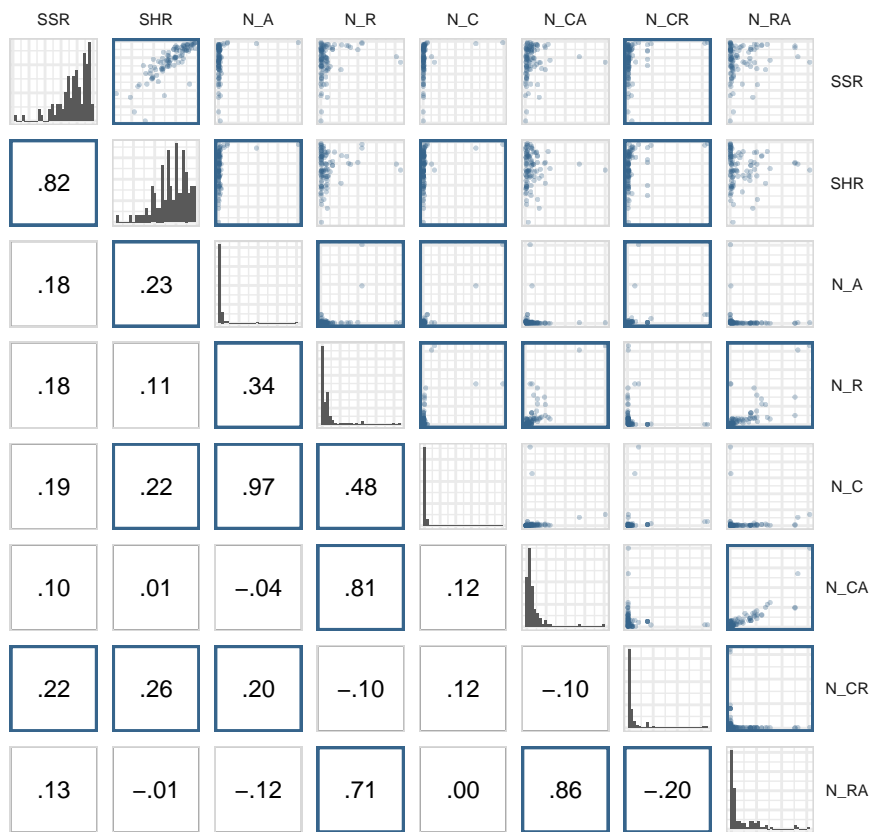 SSR SHR N_A N_R N_C N_CA N_CR N_RA
SSR
.82 SHR
.18 .23 N_A
.18 .11 .34 N_R
.19 .22 .97 .48 N_C
.10 .01 −.04 .81 .12 N_CA
.22 .26 .20 −.10 .12 −.10 N_CR
.13 −.01 −.12 .71 .00 .86 −.20 N_RA